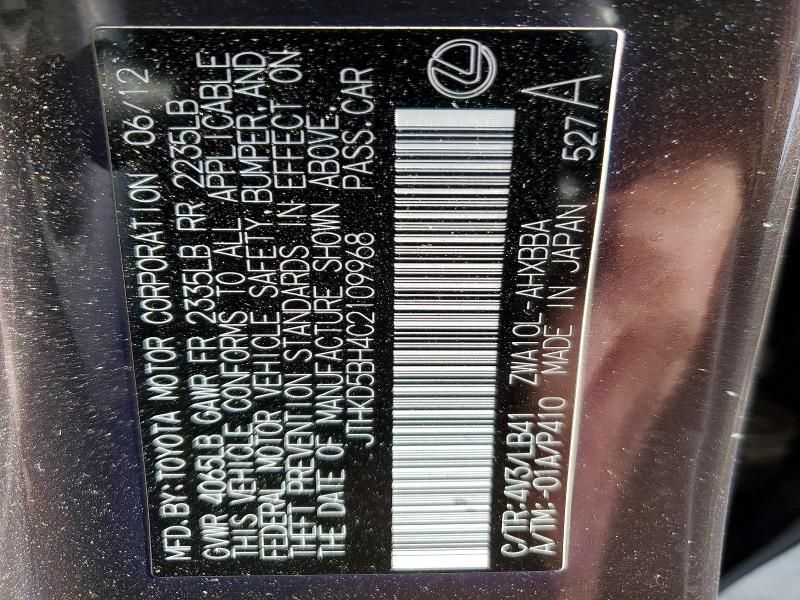 MFD. BY: TOYOTA MOTOR CORPORATION 06/12
GVWR 4065LB GAWR FR 2335LB RR 2235LB
THIS VEHICLE CONFORMS TO ALL APPLICABLE
FEDERAL MOTOR VEHICLE SAFETY, BUMPER, AND
THEFT PREVENTION STANDARDS IN EFFECT ON
THE DATE OF MANUFACTURE SHOWN ABOVE.
JTHKD5BH4C2109968 PASS. CAR
C/TR: 4V3/LB41 ZWA10L-AHXBBA
A/TM: -01A/P410 MADE IN JAPAN 527 A